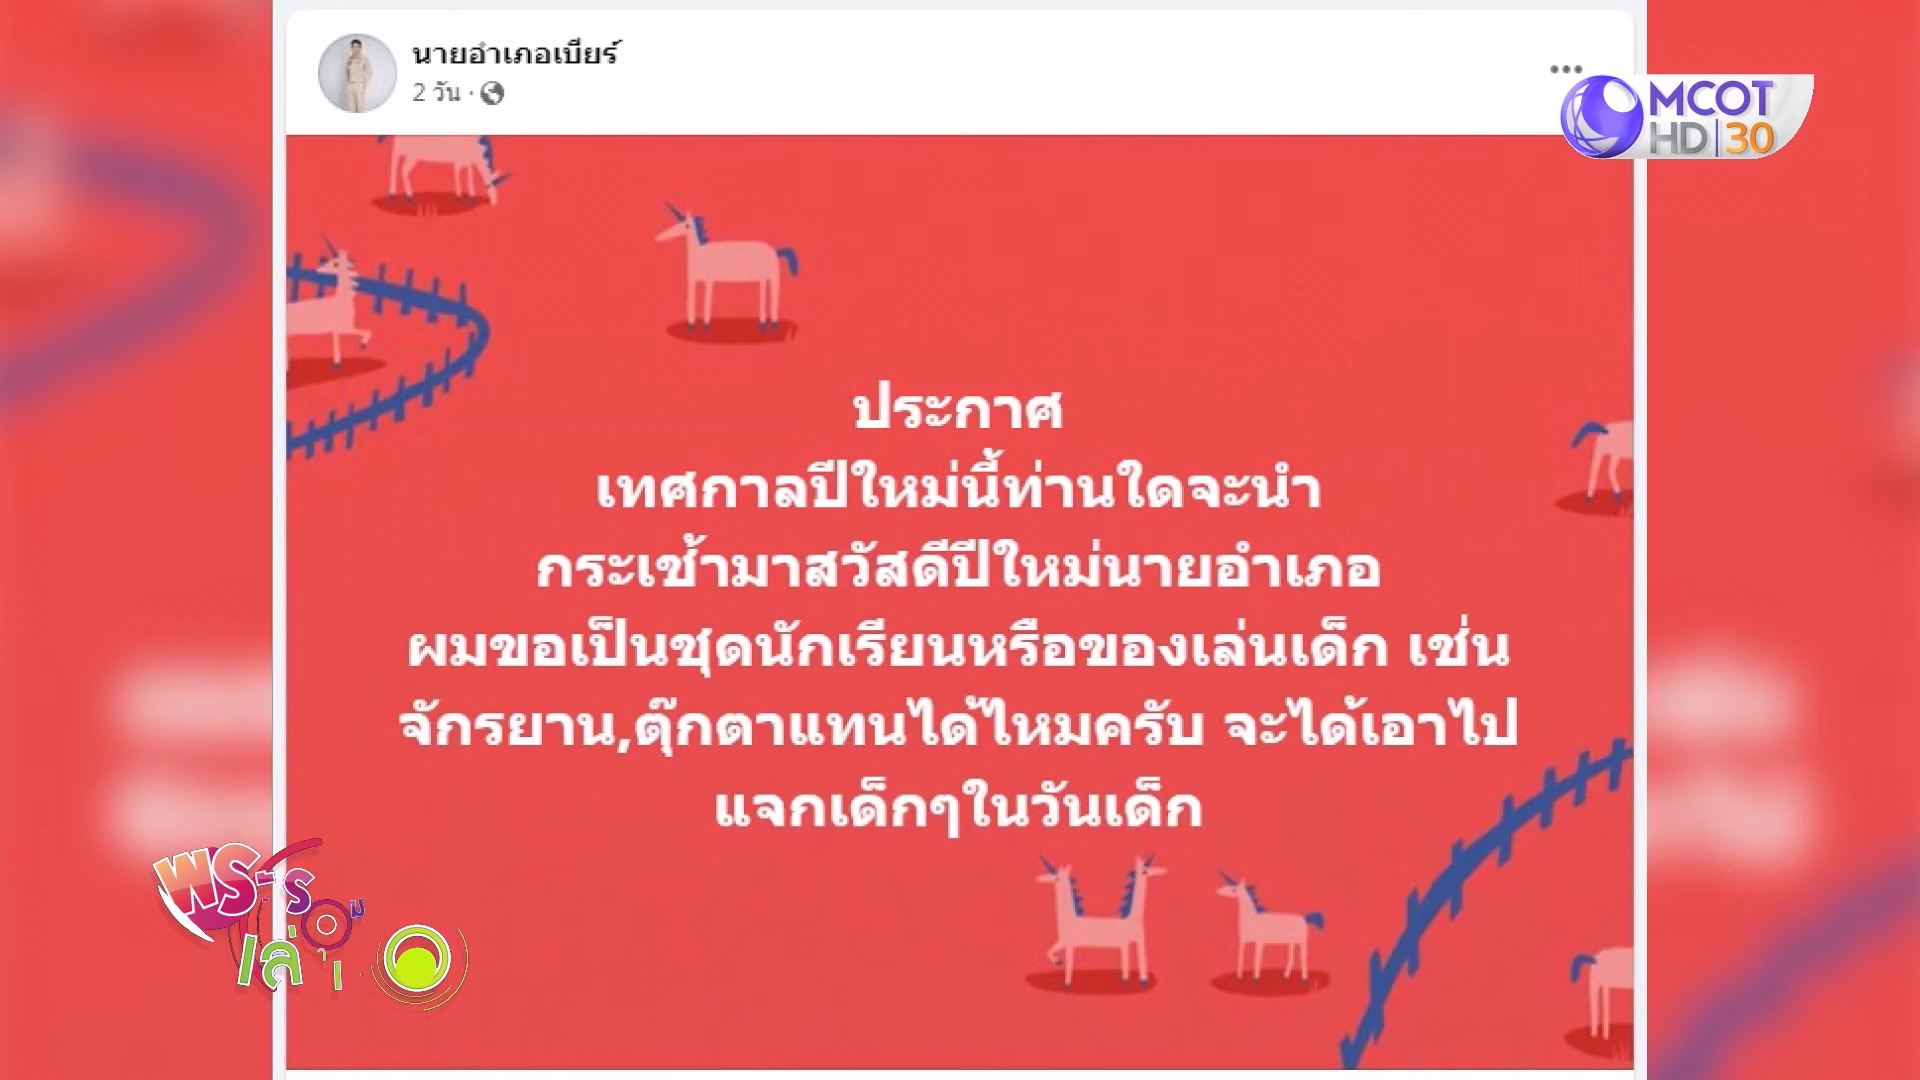 นายอำเภอเบียร์
2 วัน ·
MCOT
HD 30
ประกาศ
เทศกาลปีใหม่นี้ท่านใดจะนำ
กระเช้ามาสวัสดีปีใหม่นายอำเภอ
ผมขอเป็นชุดนักเรียนหรือของเล่นเด็ก เช่น
จักรยาน,ตุ๊กตาแทนได้ไหมครับ จะได้เอาไป
แจกเด็กๆในวันเด็ก